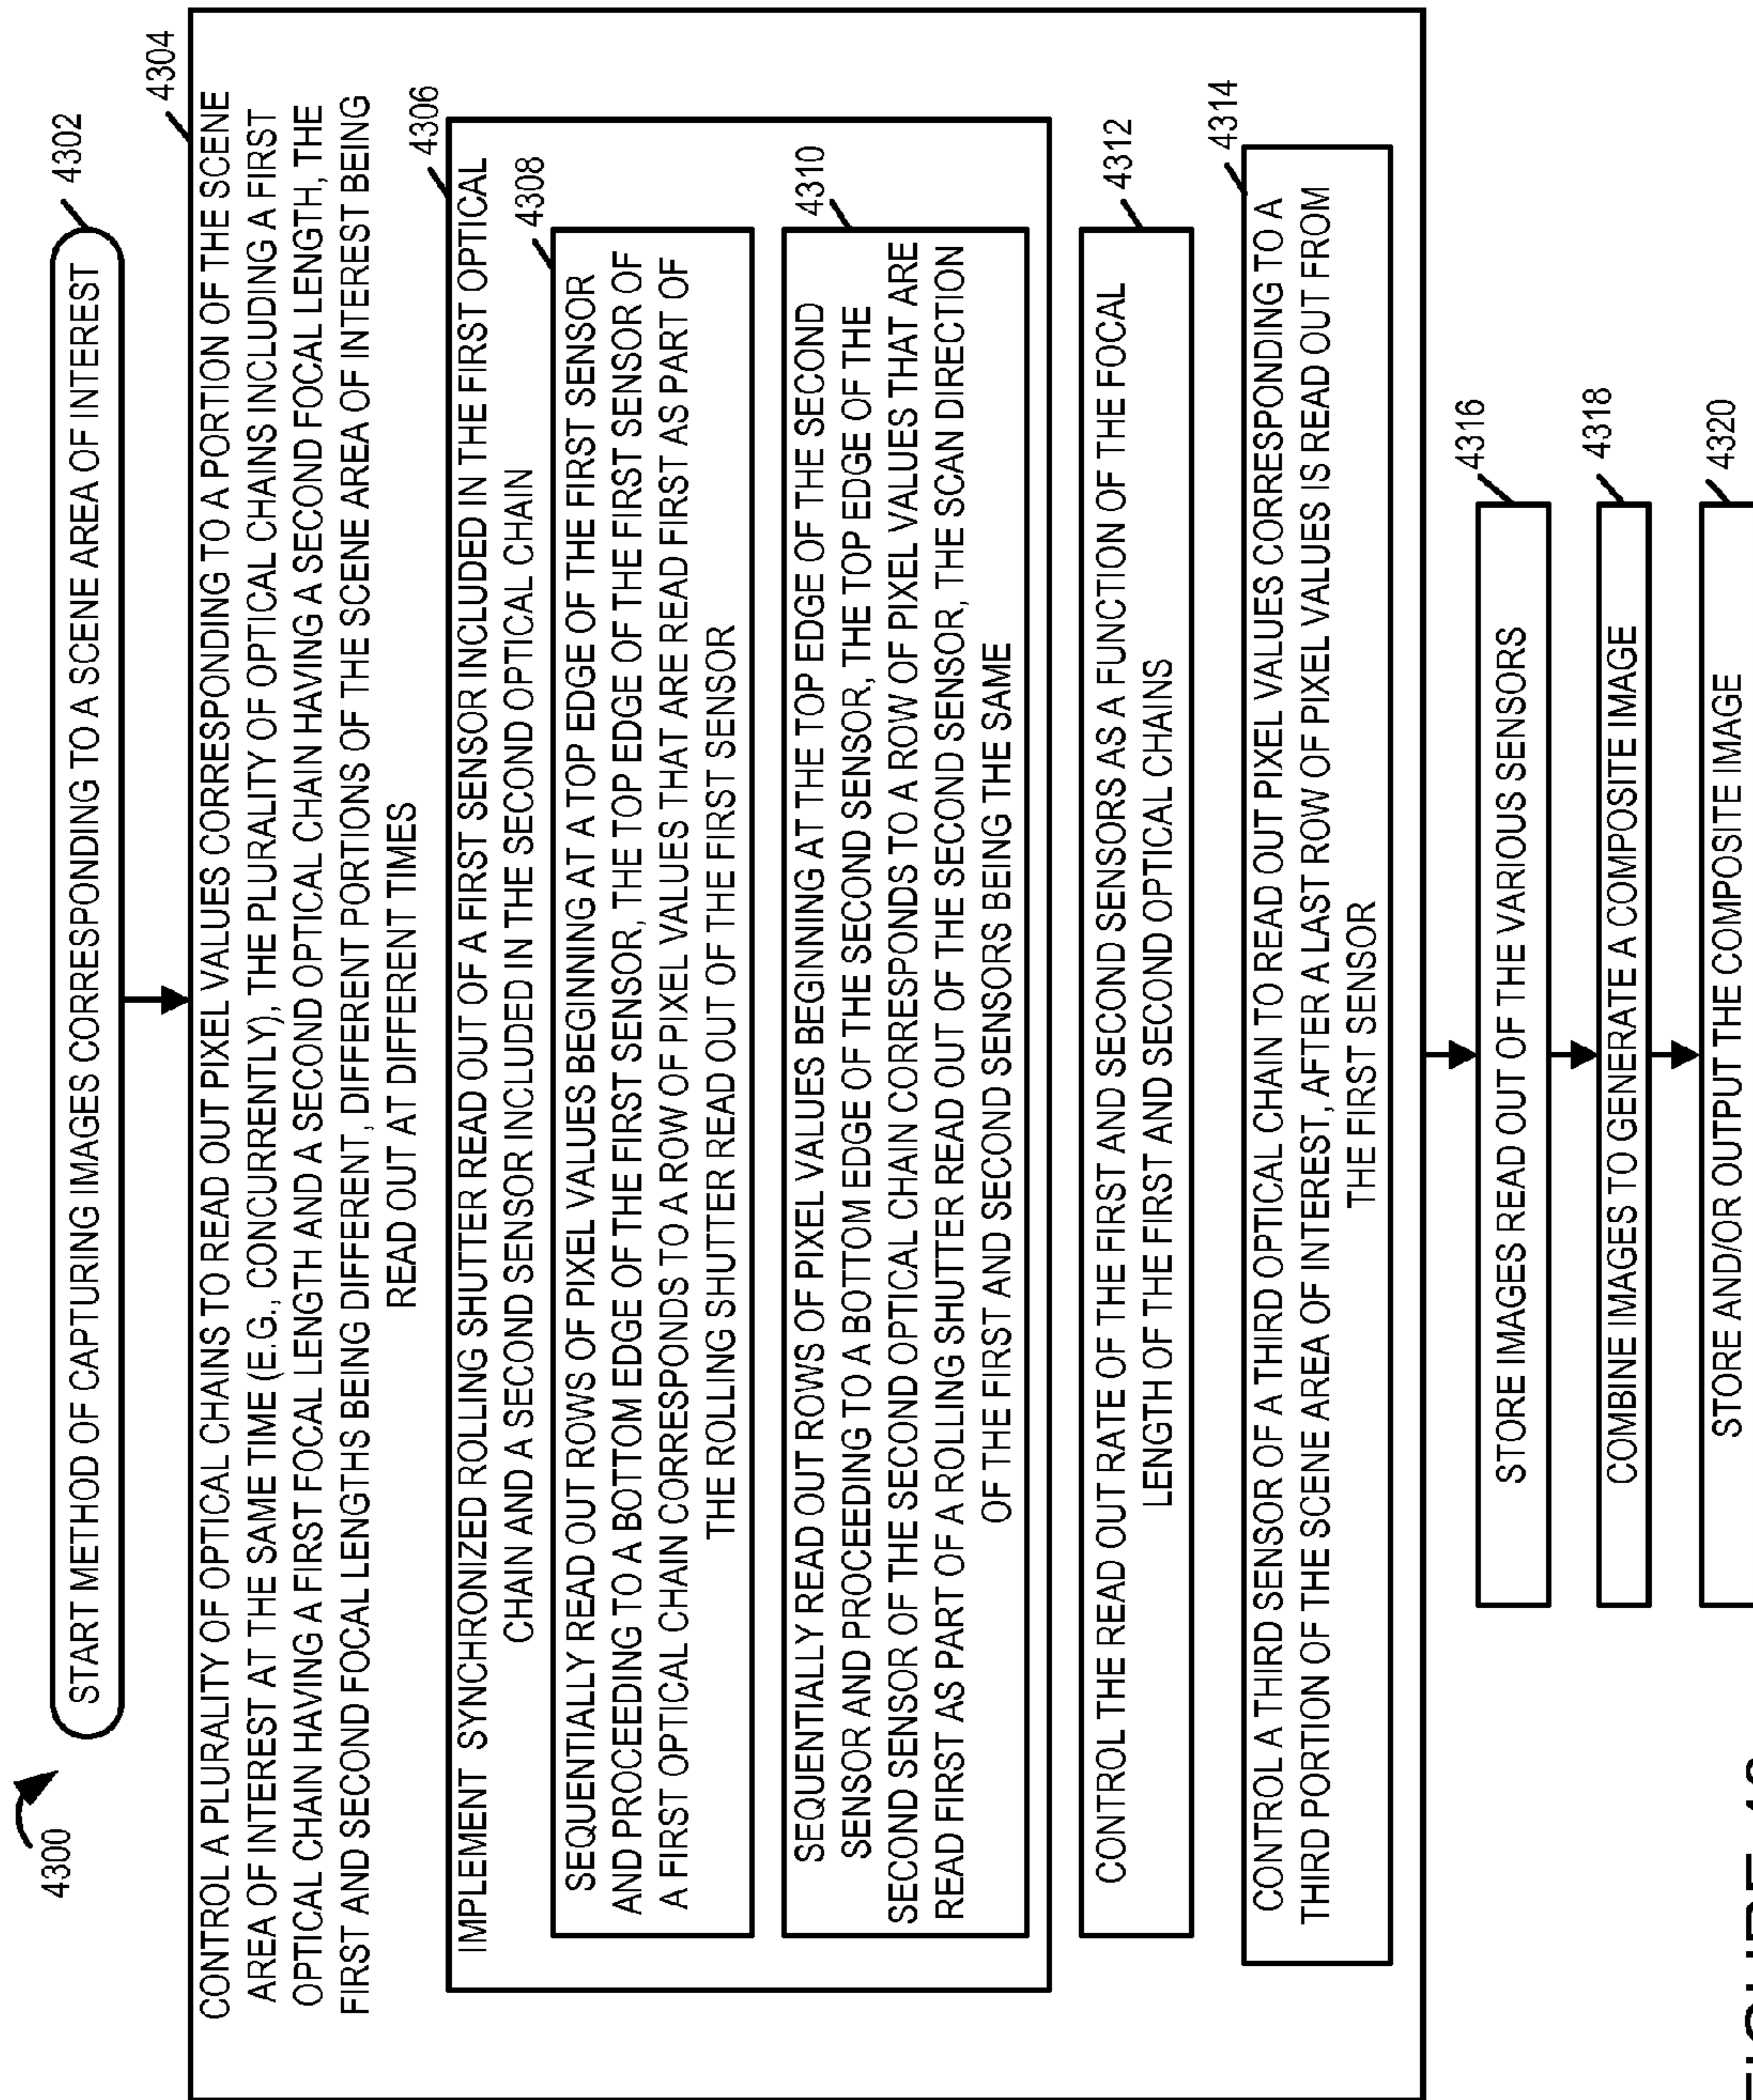 4300
START METHOD OF CAPTURING IMAGES CORRESPONDING TO A SCENE AREA OF INTEREST
4302
4304
CONTROL A PLURALITY OF OPTICAL CHAINS TO READ OUT PIXEL VALUES CORRESPONDING TO A PORTION OF THE SCENE
AREA OF INTEREST AT THE SAME TIME (E.G., CONCURRENTLY), THE PLURALITY OF OPTICAL CHAINS INCLUDING A FIRST
OPTICAL CHAIN HAVING A FIRST FOCAL LENGTH AND A SECOND OPTICAL CHAIN HAVING A SECOND FOCAL LENGTH, THE
FIRST AND SECOND FOCAL LENGTHS BEING DIFFERENT, DIFFERENT PORTIONS OF THE SCENE AREA OF INTEREST BEING
READ OUT AT DIFFERENT TIMES
4306
IMPLEMENT SYNCHRONIZED ROLLING SHUTTER READ OUT OF A FIRST SENSOR INCLUDED IN THE FIRST OPTICAL
CHAIN AND A SECOND SENSOR INCLUDED IN THE SECOND OPTICAL CHAIN
4308
SEQUENTIALLY READ OUT ROWS OF PIXEL VALUES BEGINNING AT A TOP EDGE OF THE FIRST SENSOR
AND PROCEEDING TO A BOTTOM EDGE OF THE FIRST SENSOR, THE TOP EDGE OF THE FIRST SENSOR OF
A FIRST OPTICAL CHAIN CORRESPONDS TO A ROW OF PIXEL VALUES THAT ARE READ FIRST AS PART OF
THE ROLLING SHUTTER READ OUT OF THE FIRST SENSOR
4310
SEQUENTIALLY READ OUT ROWS OF PIXEL VALUES BEGINNING AT THE TOP EDGE OF THE SECOND
SENSOR AND PROCEEDING TO A BOTTOM EDGE OF THE SECOND SENSOR, THE TOP EDGE OF THE
SECOND SENSOR OF THE SECOND OPTICAL CHAIN CORRESPONDS TO A ROW OF PIXEL VALUES THAT ARE
READ FIRST AS PART OF A ROLLING SHUTTER READ OUT OF THE SECOND SENSOR, THE SCAN DIRECTION
OF THE FIRST AND SECOND SENSORS BEING THE SAME
4312
CONTROL THE READ OUT RATE OF THE FIRST AND SECOND SENSORS AS A FUNCTION OF THE FOCAL
LENGTH OF THE FIRST AND SECOND OPTICAL CHAINS
4314
CONTROL A THIRD SENSOR OF A THIRD OPTICAL CHAIN TO READ OUT PIXEL VALUES CORRESPONDING TO A
THIRD PORTION OF THE SCENE AREA OF INTEREST, AFTER A LAST ROW OF PIXEL VALUES IS READ OUT FROM
THE FIRST SENSOR
4316
STORE IMAGES READ OUT OF THE VARIOUS SENSORS
4318
COMBINE IMAGES TO GENERATE A COMPOSITE IMAGE
4320
STORE AND/OR OUTPUT THE COMPOSITE IMAGE
FIGURE